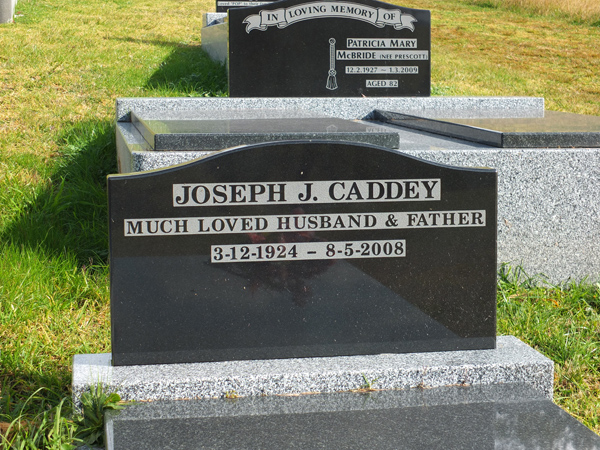 IN LOVING MEMORY OF
PATRICIA MARY
MCBRIDE (NEE PRESCOTT)
12.2.1927 ~ 1.3.2009
AGED 82
JOSEPH J. CADDEY
MUCH LOVED HUSBAND & FATHER
3-12-1924 – 8-5-2008